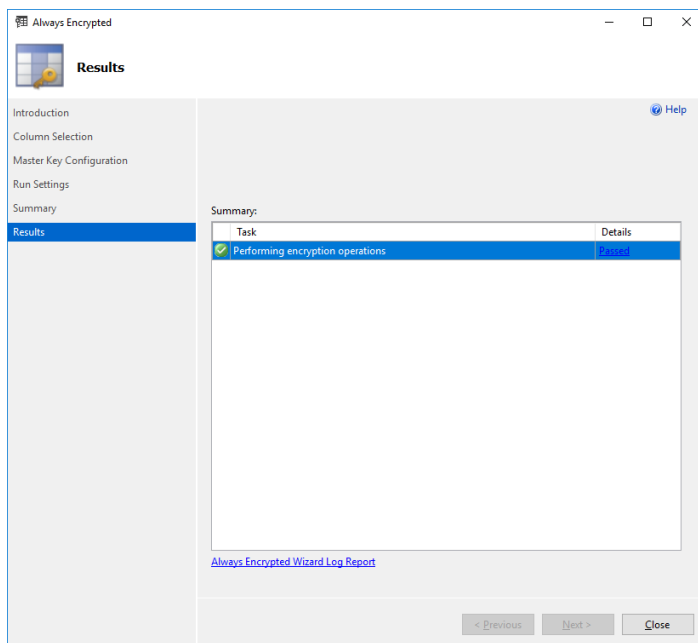 Always Encrypted
Results
Introduction
Column Selection
Master Key Configuration
Run Settings
Summary
Results
Help
Summary:
Task Details
Performing encryption operations Passed
Always Encrypted Wizard Log Report
< Previous Next > Close